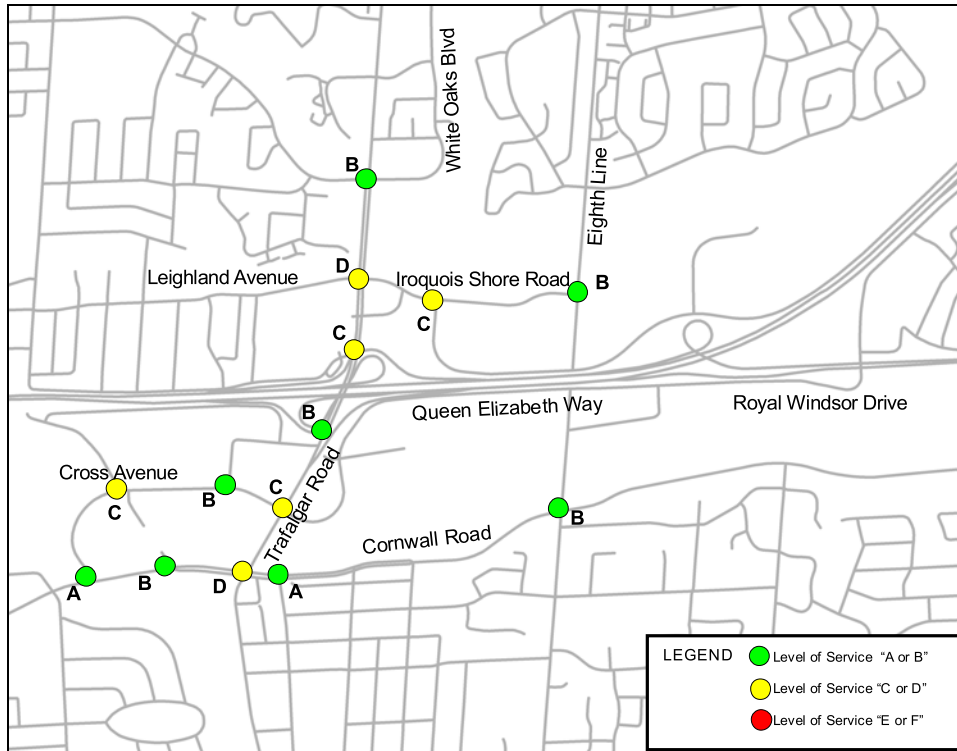 White Oaks Blvd
B
Eighth Line
D
Leighland Avenue
Iroquois Shore Road
B
C
C
Queen Elizabeth Way
Royal Windsor Drive
B
Cross Avenue
C
B
C
Trafalgar Road
B
Cornwall Road
A
B
D
A
LEGEND
Level of Service "A or B"
Level of Service "C or D"
Level of Service "E or F"